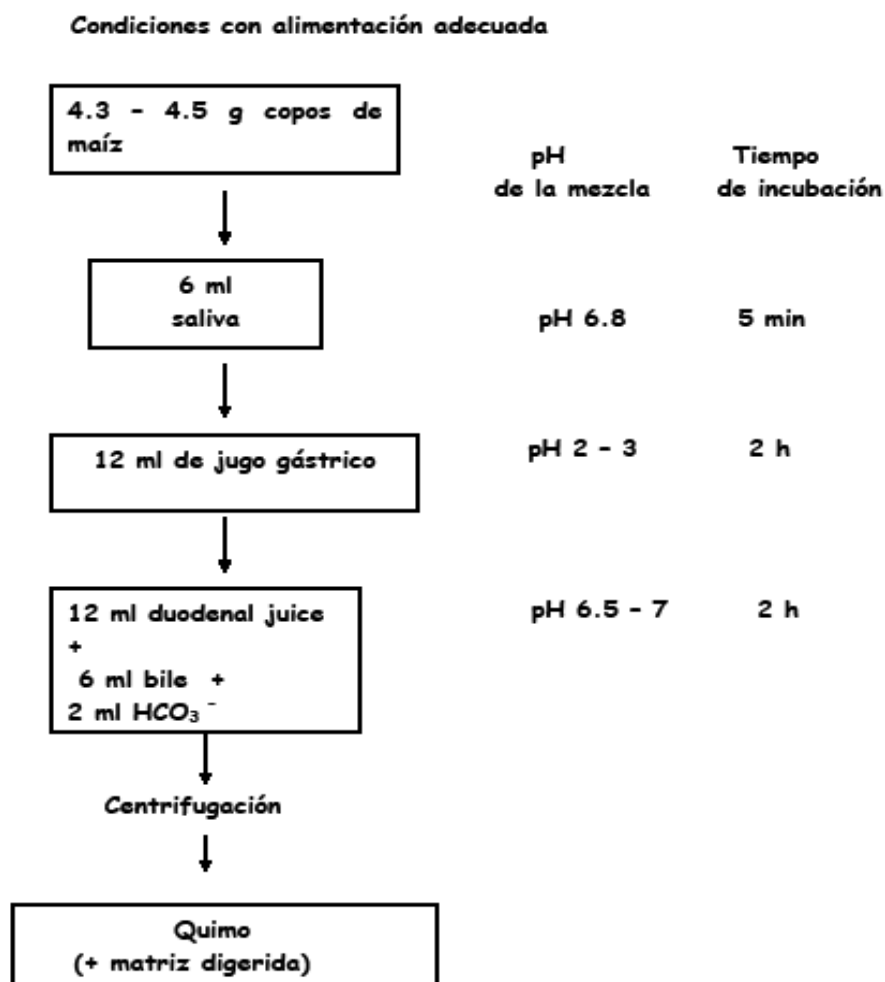 Condiciones con alimentación adecuada
4.3 – 4.5 g copos de
maíz
pH
de la mezcla
Tiempo
de incubación
6 ml
saliva
pH 6.8
5 min
12 ml de jugo gástrico
pH 2 – 3
2 h
12 ml duodenal juice
+
6 ml bile +
2 ml HCO₃⁻
pH 6.5 – 7
2 h
Centrifugación
Quimo
(+ matriz digerida)